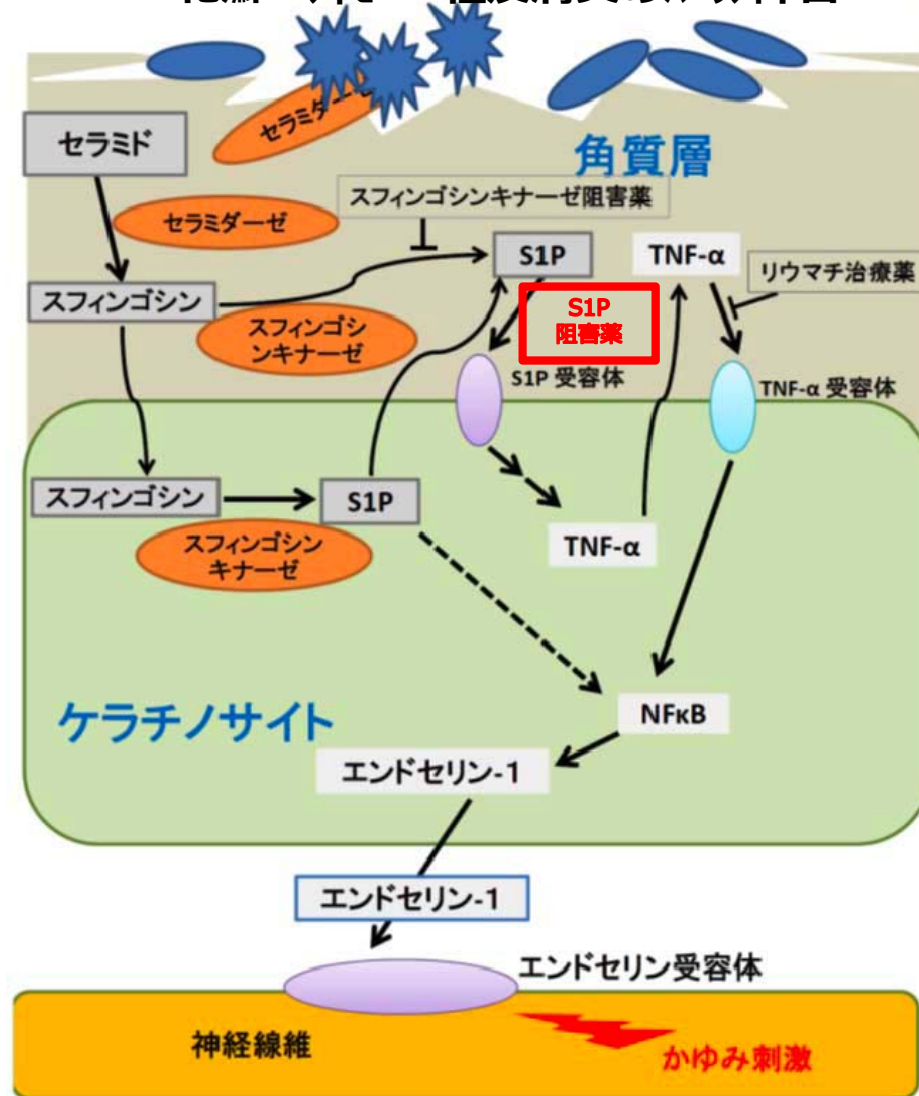 セラミダーゼ
セラミド
角質層
スフィンゴシンキナーゼ阻害薬
セラミダーゼ
S1P
TNF-α
リウマチ治療薬
スフィンゴシン
S1P
阻害薬
スフィンゴシ
ンキナーゼ
S1P 受容体
TNF-α 受容体
スフィンゴシン
S1P
スフィンゴシン
キナーゼ
TNF-α
NFκB
ケラチノサイト
エンドセリン-1
エンドセリン-1
エンドセリン受容体
神経線維
かゆみ刺激